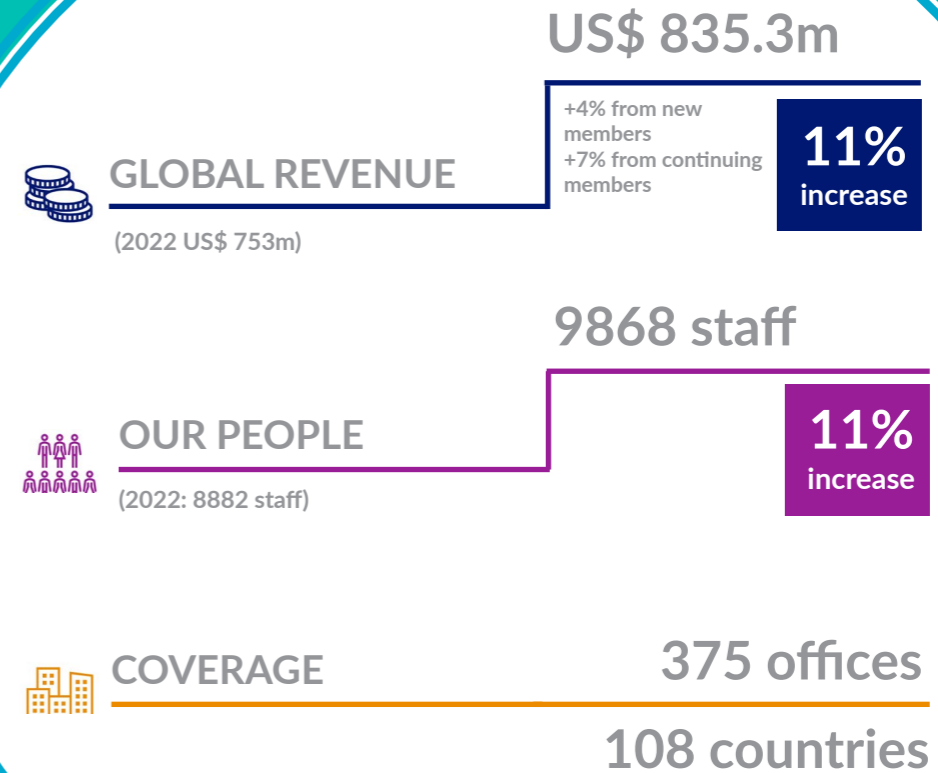 US$ 835.3m
+4% from new
members
+7% from continuing
members
11%
increase
GLOBAL REVENUE
(2022 US$ 753m)
9868 staff
11%
increase
OUR PEOPLE
(2022: 8882 staff)
COVERAGE
375 offices
108 countries